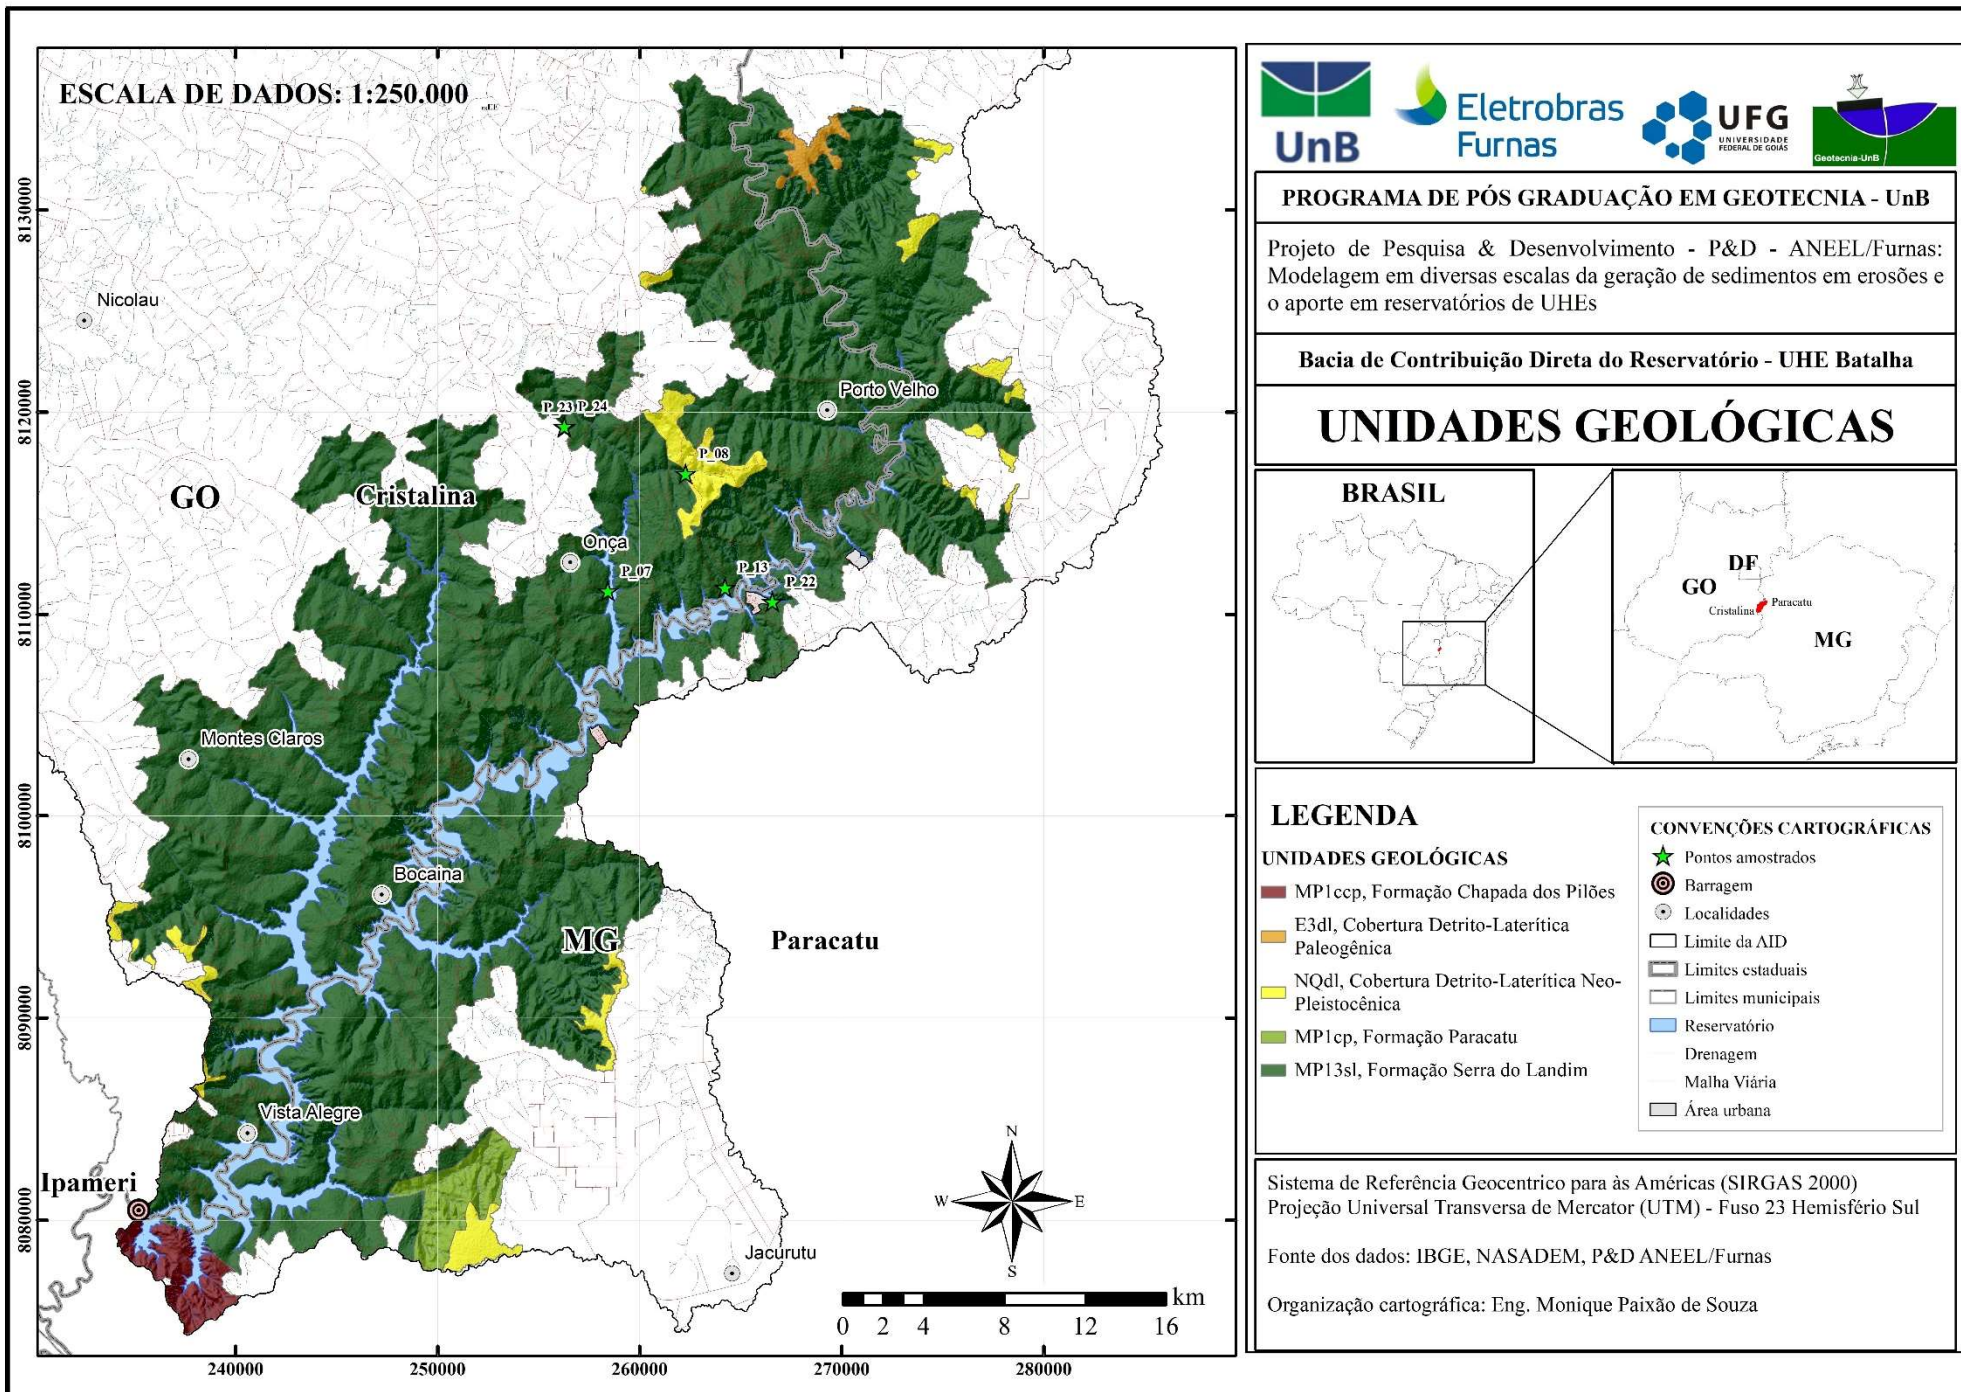 ESCALA DE DADOS: 1:250.000
Nicolau
Porto Velho
P_23 P_24
P_08
GO
Cristalina
Onça
P_07
P_13
P_22
Montes Claros
Bocaina
MG
Paracatu
Vista Alegre
Ipameri
Jacurutu
N
W
E
S
km
0 2 4 8 12 16
8130000
8120000
8110000
8100000
8090000
8080000
240000 250000 260000 270000 280000
UnB
Eletrobras
Furnas
UFG
UNIVERSIDADE
FEDERAL DE GOIÁS
Geotecnia-UnB
PROGRAMA DE PÓS GRADUAÇÃO EM GEOTECNIA - UnB
Projeto de Pesquisa & Desenvolvimento - P&D - ANEEL/Furnas:
Modelagem em diversas escalas da geração de sedimentos em erosões e
o aporte em reservatórios de UHEs
Bacia de Contribuição Direta do Reservatório - UHE Batalha
UNIDADES GEOLÓGICAS
BRASIL
DF
GO
Cristalina
Paracatu
MG
LEGENDA
UNIDADES GEOLÓGICAS
MP1ccp, Formação Chapada dos Pilões
E3dl, Cobertura Detrito-Laterítica
Paleogênica
NQdl, Cobertura Detrito-Laterítica Neo-
Pleistocênica
MP1cp, Formação Paracatu
MP13sl, Formação Serra do Landim
CONVENÇÕES CARTOGRÁFICAS
Pontos amostrados
Barragem
Localidades
Limite da AID
Limites estaduais
Limites municipais
Reservatório
Drenagem
Malha Viária
Área urbana
Sistema de Referência Geocentrico para às Américas (SIRGAS 2000)
Projeção Universal Transversa de Mercator (UTM) - Fuso 23 Hemisfério Sul
Fonte dos dados: IBGE, NASADEM, P&D ANEEL/Furnas
Organização cartográfica: Eng. Monique Paixão de Souza